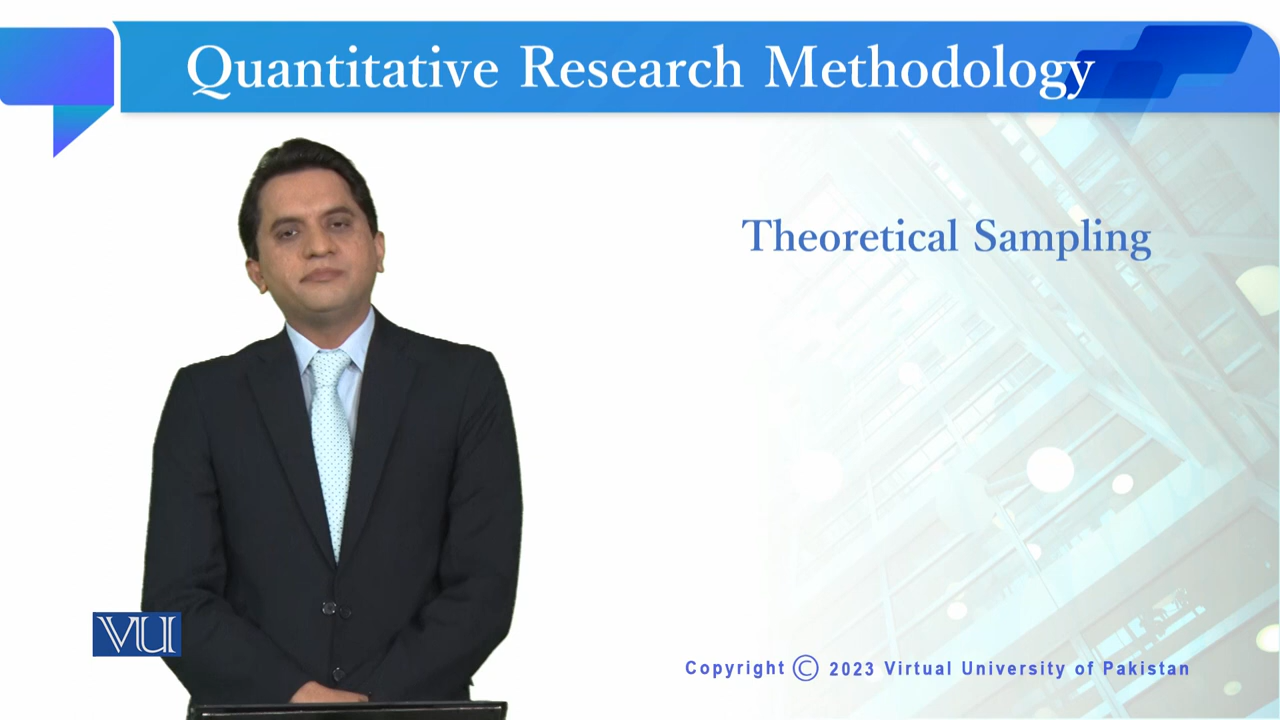 Quantitative Research Methodology
Theoretical Sampling
VU
Copyright © 2023 Virtual University of Pakistan